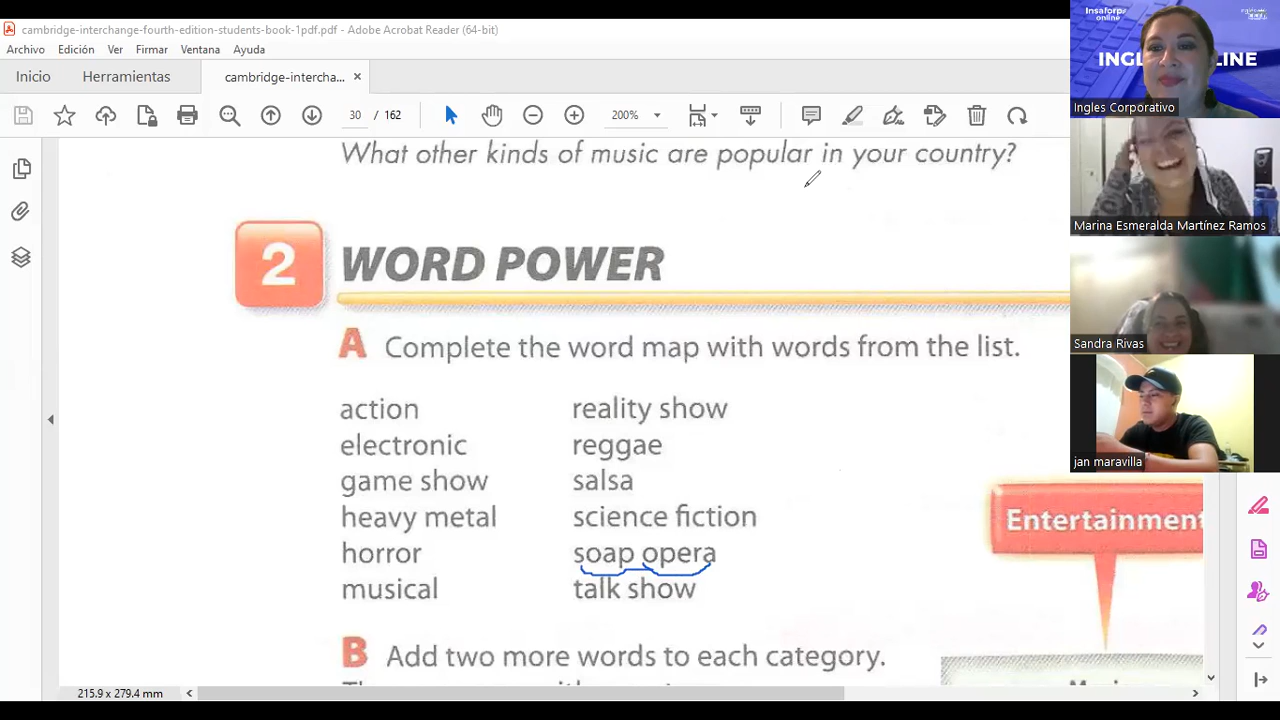 cambridge-interchange-fourth-edition-students-book-1pdf.pdf - Adobe Acrobat Reader (64-bit)
Archivo Edición Ver Firmar Ventana Ayuda
Inicio Herramientas cambridge-intercha... ×
30 / 162 200%
What other kinds of music are popular in your country?
2 WORD POWER
A Complete the word map with words from the list.
action reality show
electronic reggae
game show salsa
heavy metal science fiction
horror soap opera
musical talk show
Entertainment
B Add two more words to each category.
215.9 x 279.4 mm
Insaforp
online
Ingles Corporativo
Marina Esmeralda Martínez Ramos
Sandra Rivas
jan maravilla